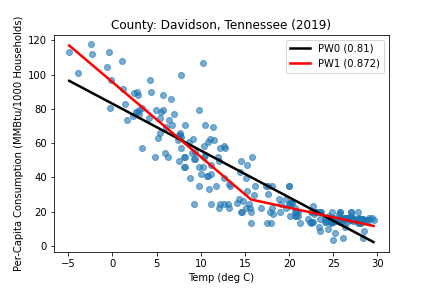 County: Davidson, Tennessee (2019)
Per-Capita Consumption (MMBtu/1000 Households)
120
100
80
60
40
20
0
PW0 (0.81)
PW1 (0.872)
−5 0 5 10 15 20 25 30
Temp (deg C)